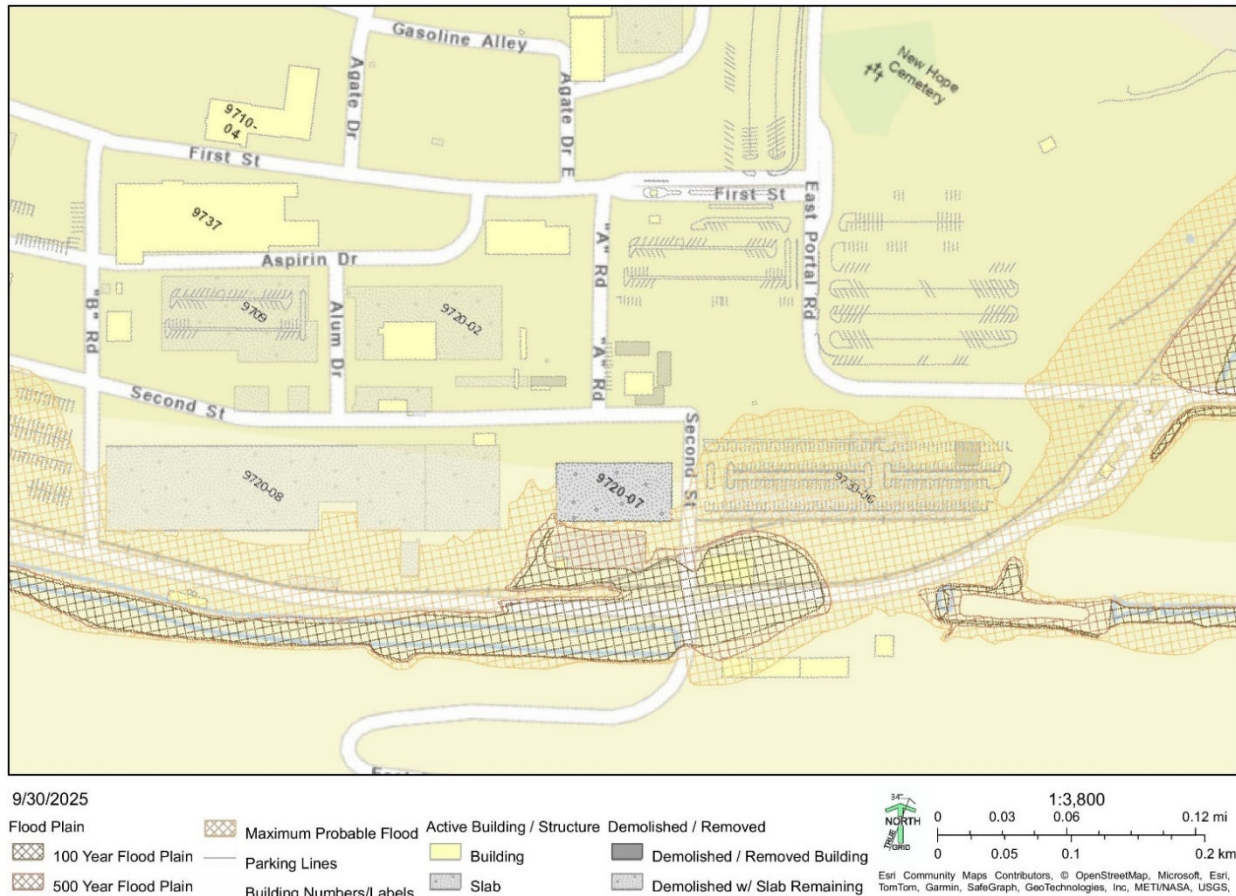 Gasoline Alley
New Hope
Cemetery
Agate Dr
Agate Dr E
9710-
04
First St
First St
9737
Aspirin Dr
"A" Rd
East Portal Rd
"B" Rd
9709
Alum Dr
9720-02
"A" Rd
Second St
Second St
9720-08
9720-07
9730-06
9/30/2025
Flood Plain
100 Year Flood Plain
500 Year Flood Plain
Maximum Probable Flood
Parking Lines
Building Numbers/Labels
Active Building / Structure
Building
Slab
Demolished / Removed
Demolished / Removed Building
Demolished w/ Slab Remaining
34°
NORTH
TRUE
GRID
1:3,800
0 0.03 0.06 0.12 mi
0 0.05 0.1 0.2 km
Esri Community Maps Contributors, © OpenStreetMap, Microsoft, Esri,
TomTom, Garmin, SafeGraph, GeoTechnologies, Inc, METI/NASA, USGS,